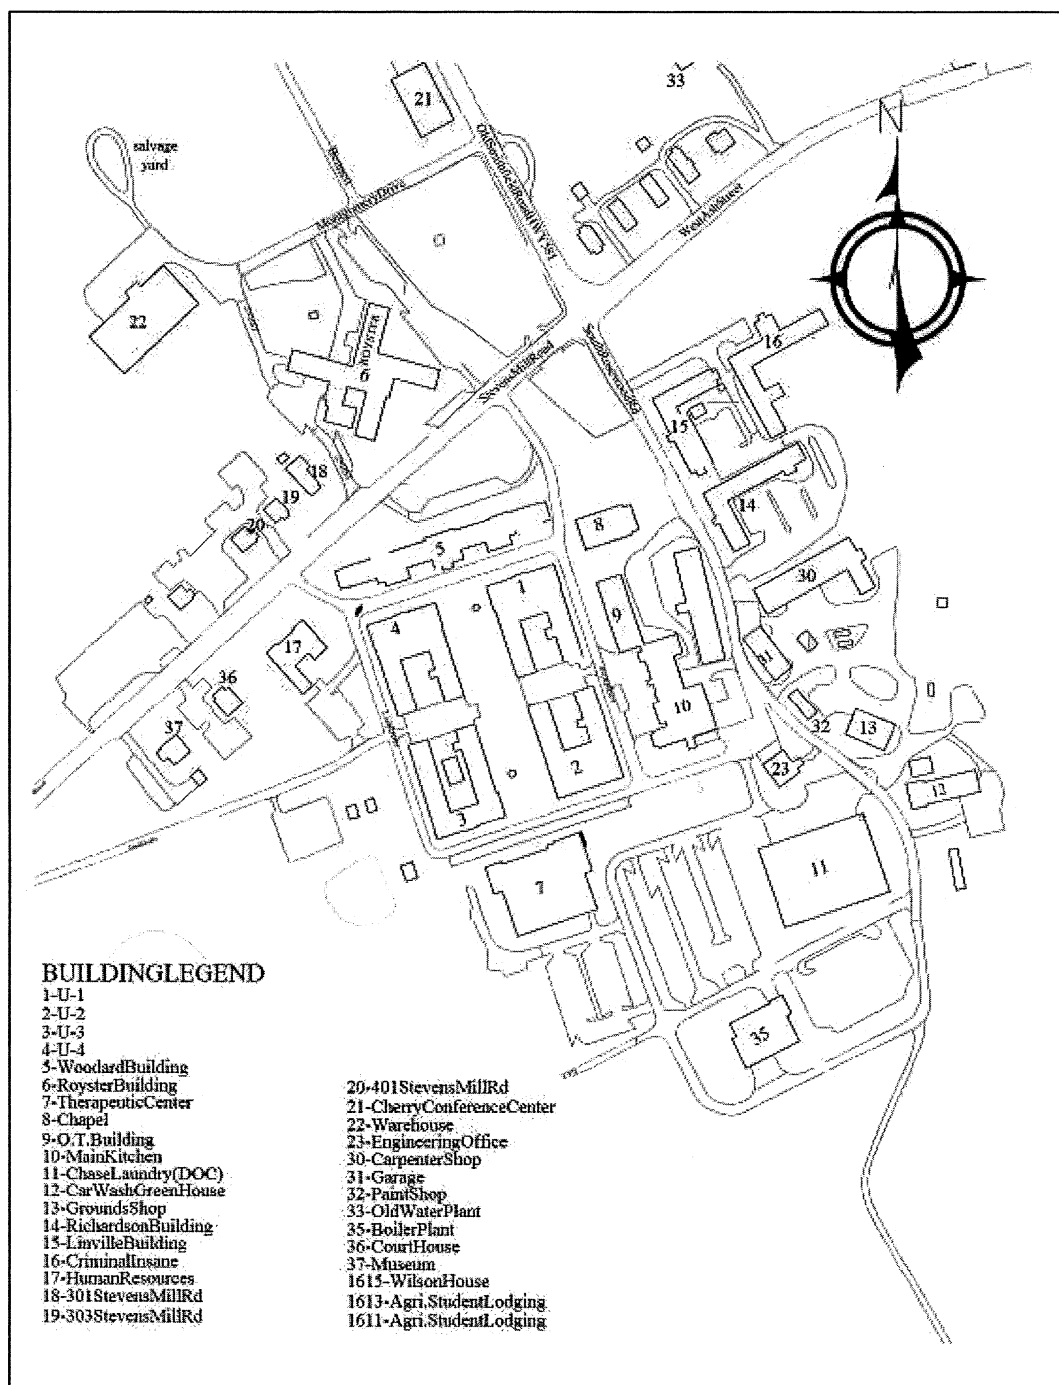 21
33
salvage
yard
N
MontgomeryDrive
OldSmithfieldRoadHWY581
WestAshStreet
22
ROYSTER
6
16
StevensMillRoad
15
18
19
20
14
8
5
30
1
4
9
17
31
36
10
32
13
37
2
23
12
3
11
7
35
BUILDINGLEGEND
1-U-1
2-U-2
3-U-3
4-U-4
5-WoodardBuilding
6-RoysterBuilding
7-TherapeuticCenter
8-Chapel
9-O.T.Building
10-MainKitchen
11-ChaseLaundry(DOC)
12-CarWashGreenHouse
13-GroundsShop
14-RichardsonBuilding
15-LinvilleBuilding
16-CriminalInsane
17-HumanResources
18-301StevensMillRd
19-303StevensMillRd
20-401StevensMillRd
21-CherryConferenceCenter
22-Warehouse
23-EngineeringOffice
30-CarpenterShop
31-Garage
32-PaintShop
33-OldWaterPlant
35-BoilerPlant
36-CourtHouse
37-Museum
1615-WilsonHouse
1613-Agri.StudentLodging
1611-Agri.StudentLodging